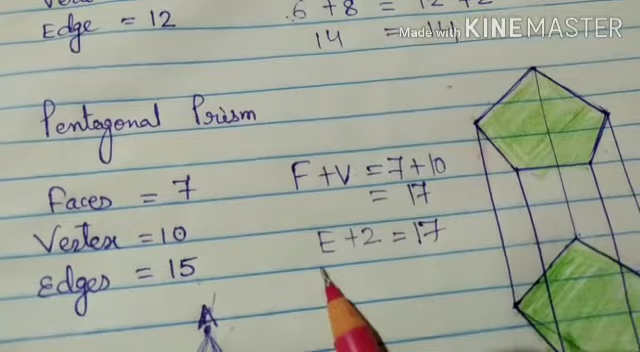 Edge = 12
6 + 8 = 12 + 2
14 = 14
Made with KINEMASTER
Pentagonal Prism
Faces = 7
F+V = 7+10
= 17
Vertex = 10
E+2 = 17
Edges = 15
A